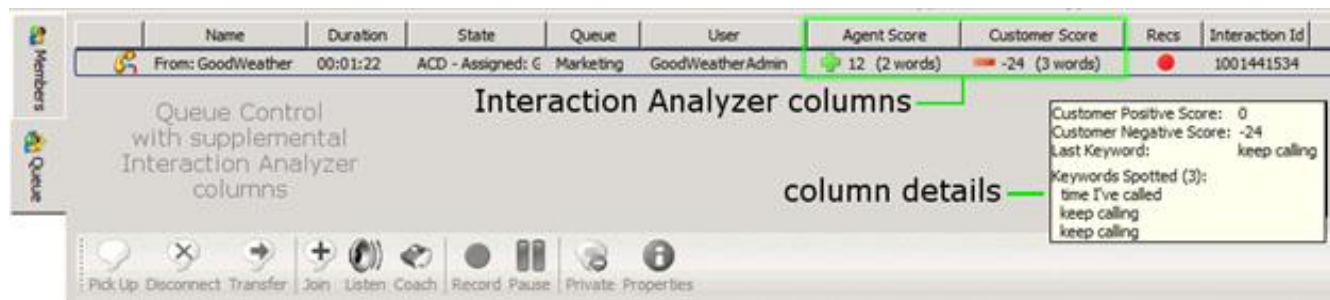 Members
Queue
Name Duration State Queue User Agent Score Customer Score Recs Interaction Id
From: GoodWeather 00:01:22 ACD - Assigned: G Marketing GoodWeatherAdmin 12 (2 words) -24 (3 words) 1001441534
Queue Control
with supplemental
Interaction Analyzer
columns
Interaction Analyzer columns
column details
Customer Positive Score: 0
Customer Negative Score: -24
Last Keyword: keep calling
Keywords Spotted (3):
time I've called
keep calling
keep calling
Pick Up Disconnect Transfer Join Listen Coach Record Pause Private Properties